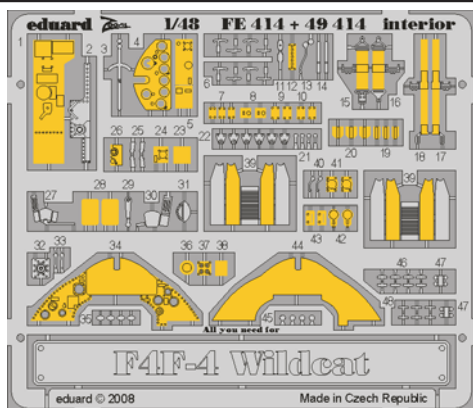 eduard 1/48 FE 414 + 49 414 interior
1 2 3 4 5 6 7 8 9 10 11 12 13 14 15 16 17 18
26 25 24 23 22 21 20 19
39 40 41 39
27 28 29 30 31 43 42
32 33 34 36 37 38 44 46 47
35 45 46 47
All you need for
F4F-4 Wildcat
eduard © 2008 Made in Czech Republic